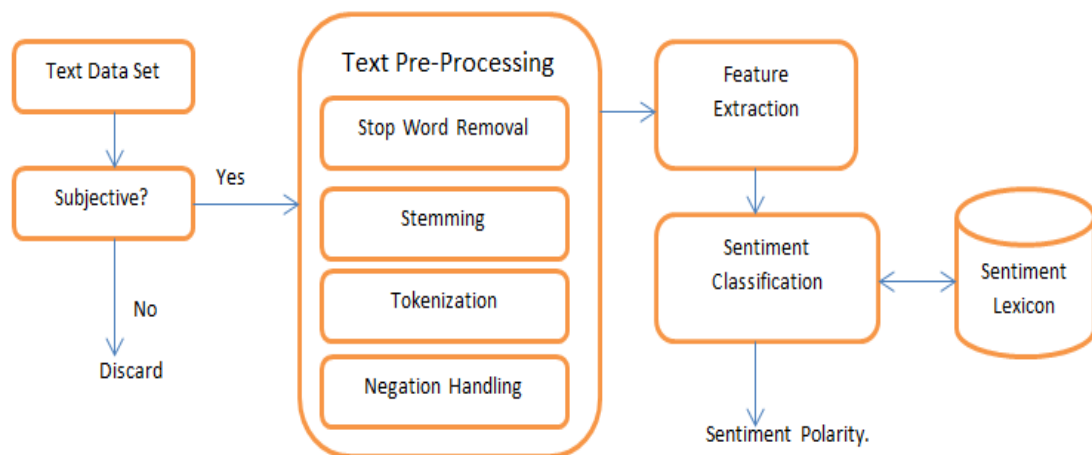 Text Data Set
Subjective?
Yes
No
Discard
Text Pre-Processing
Stop Word Removal
Stemming
Tokenization
Negation Handling
Feature
Extraction
Sentiment
Classification
Sentiment
Lexicon
Sentiment Polarity.